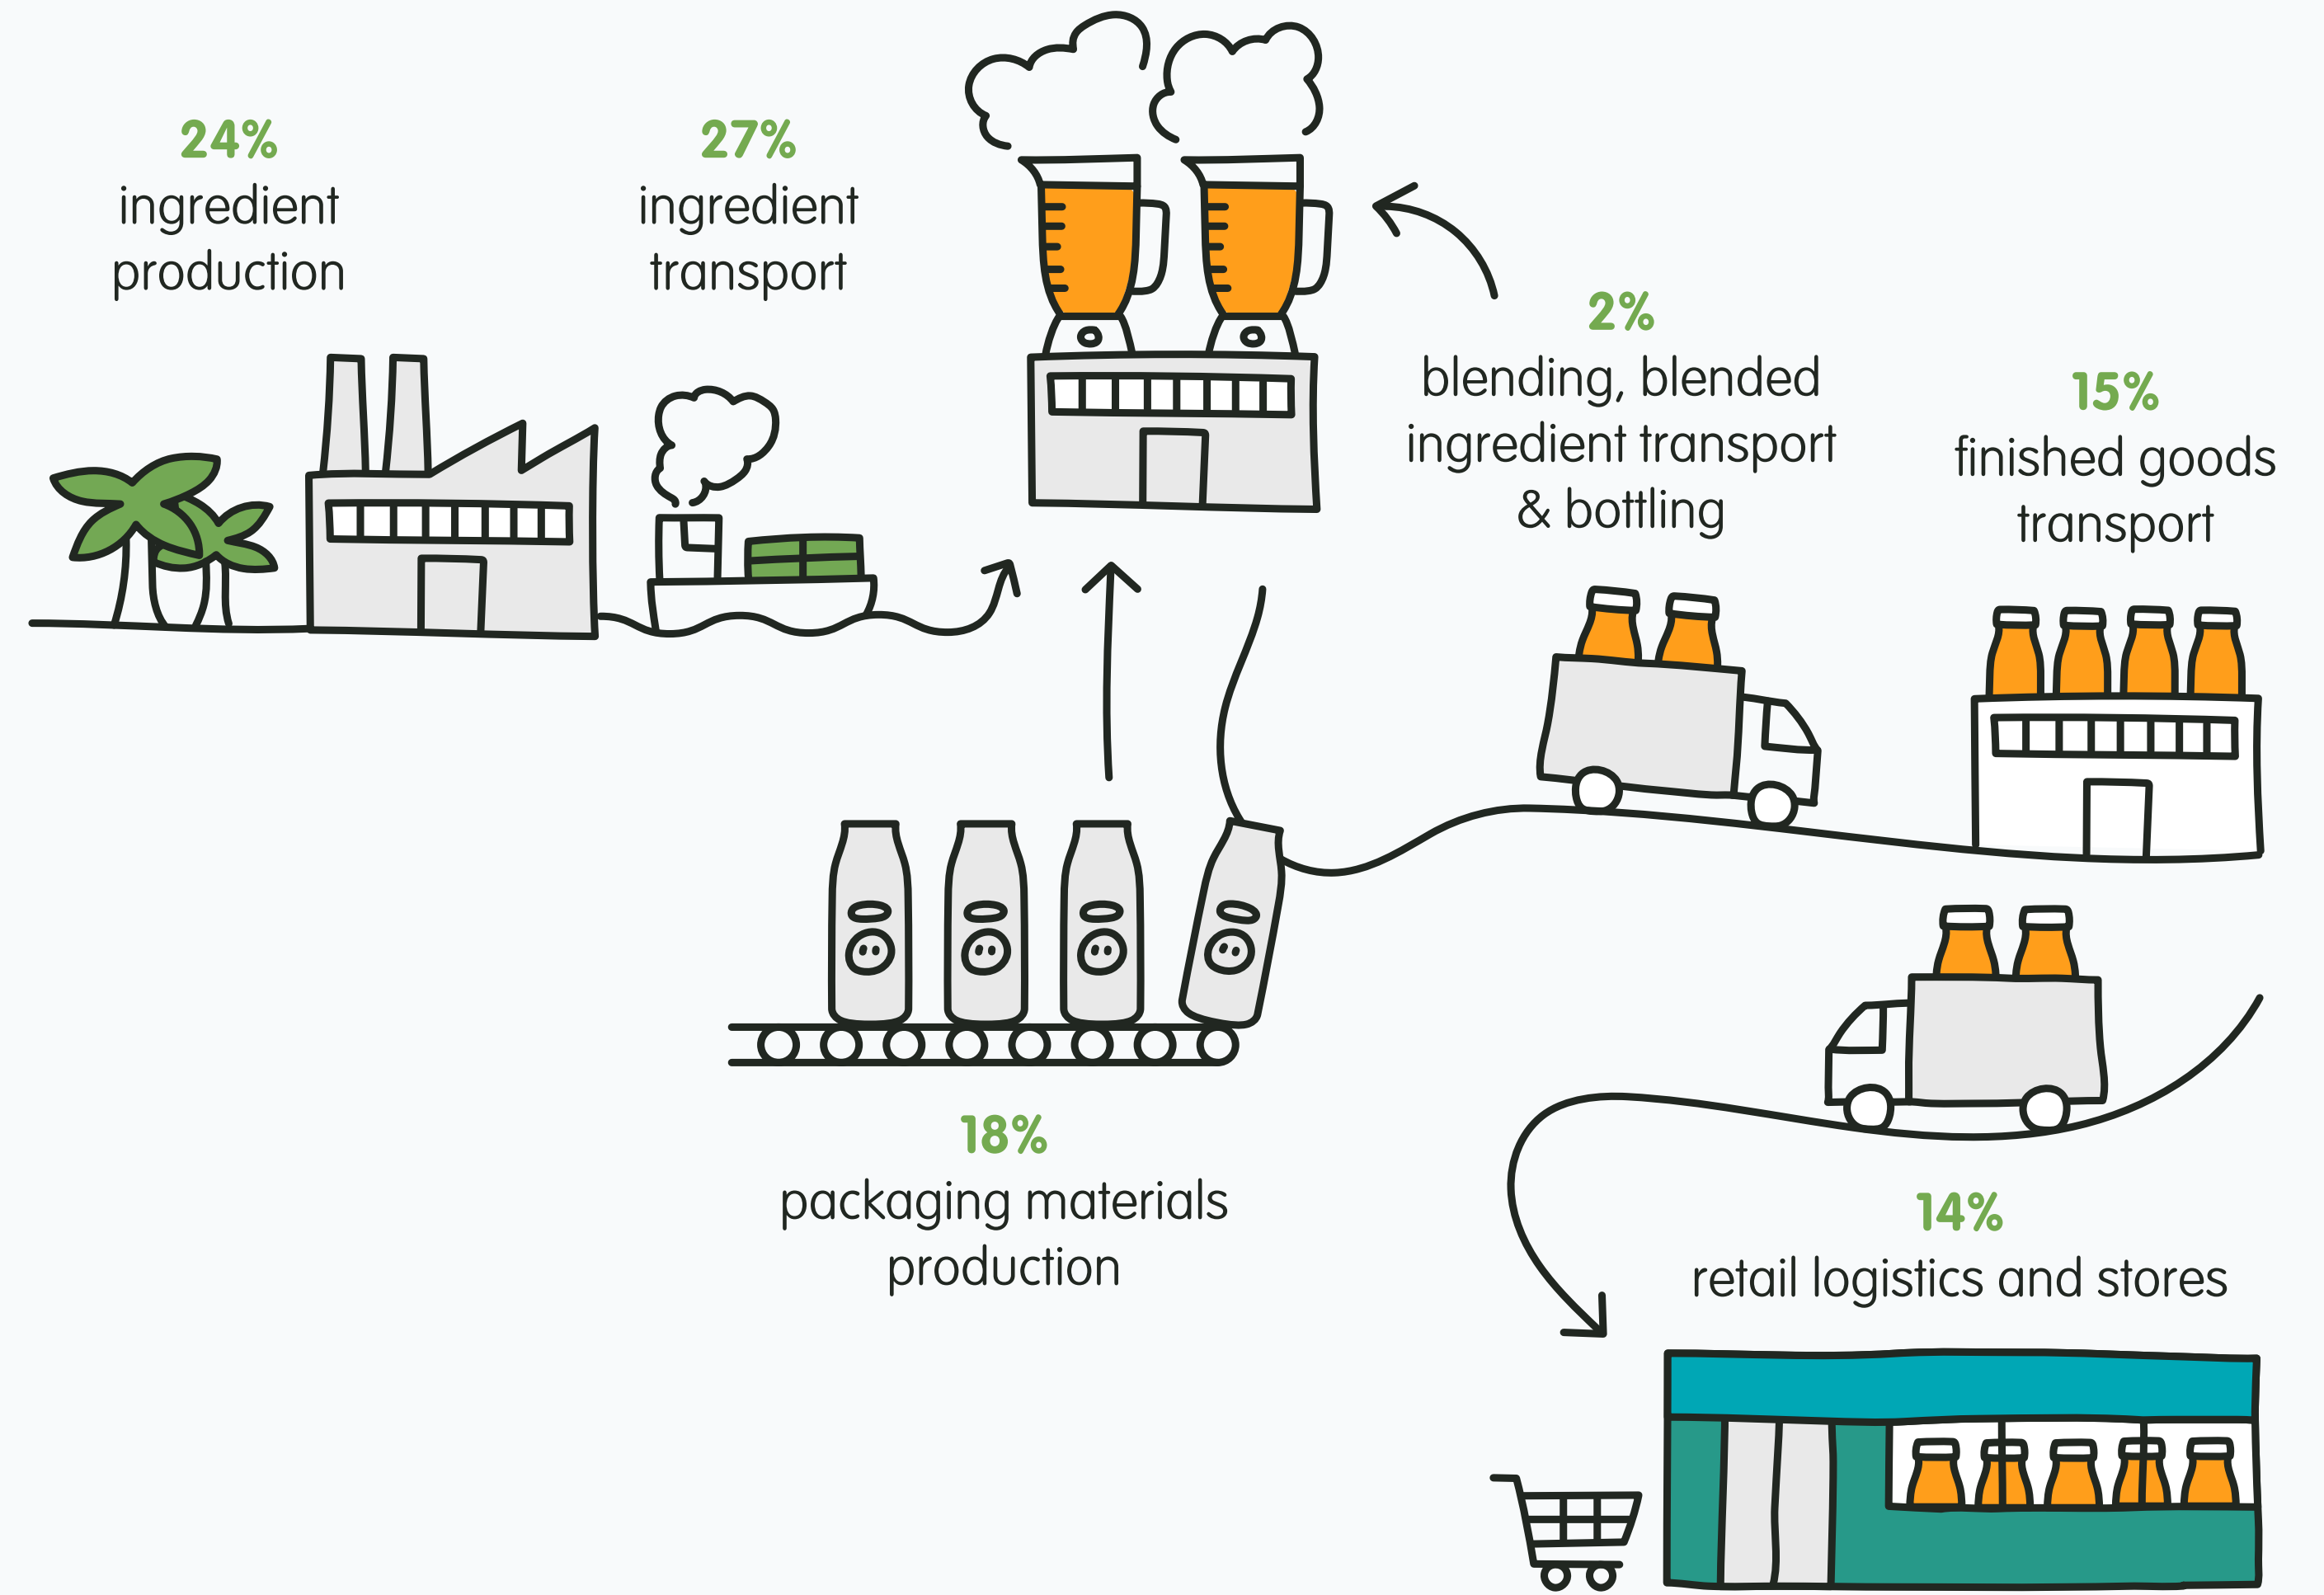 24%
ingredient
production
27%
ingredient
transport
2%
blending, blended
ingredient transport
& bottling
15%
finished goods
transport
18%
packaging materials
production
14%
retail logistics and stores